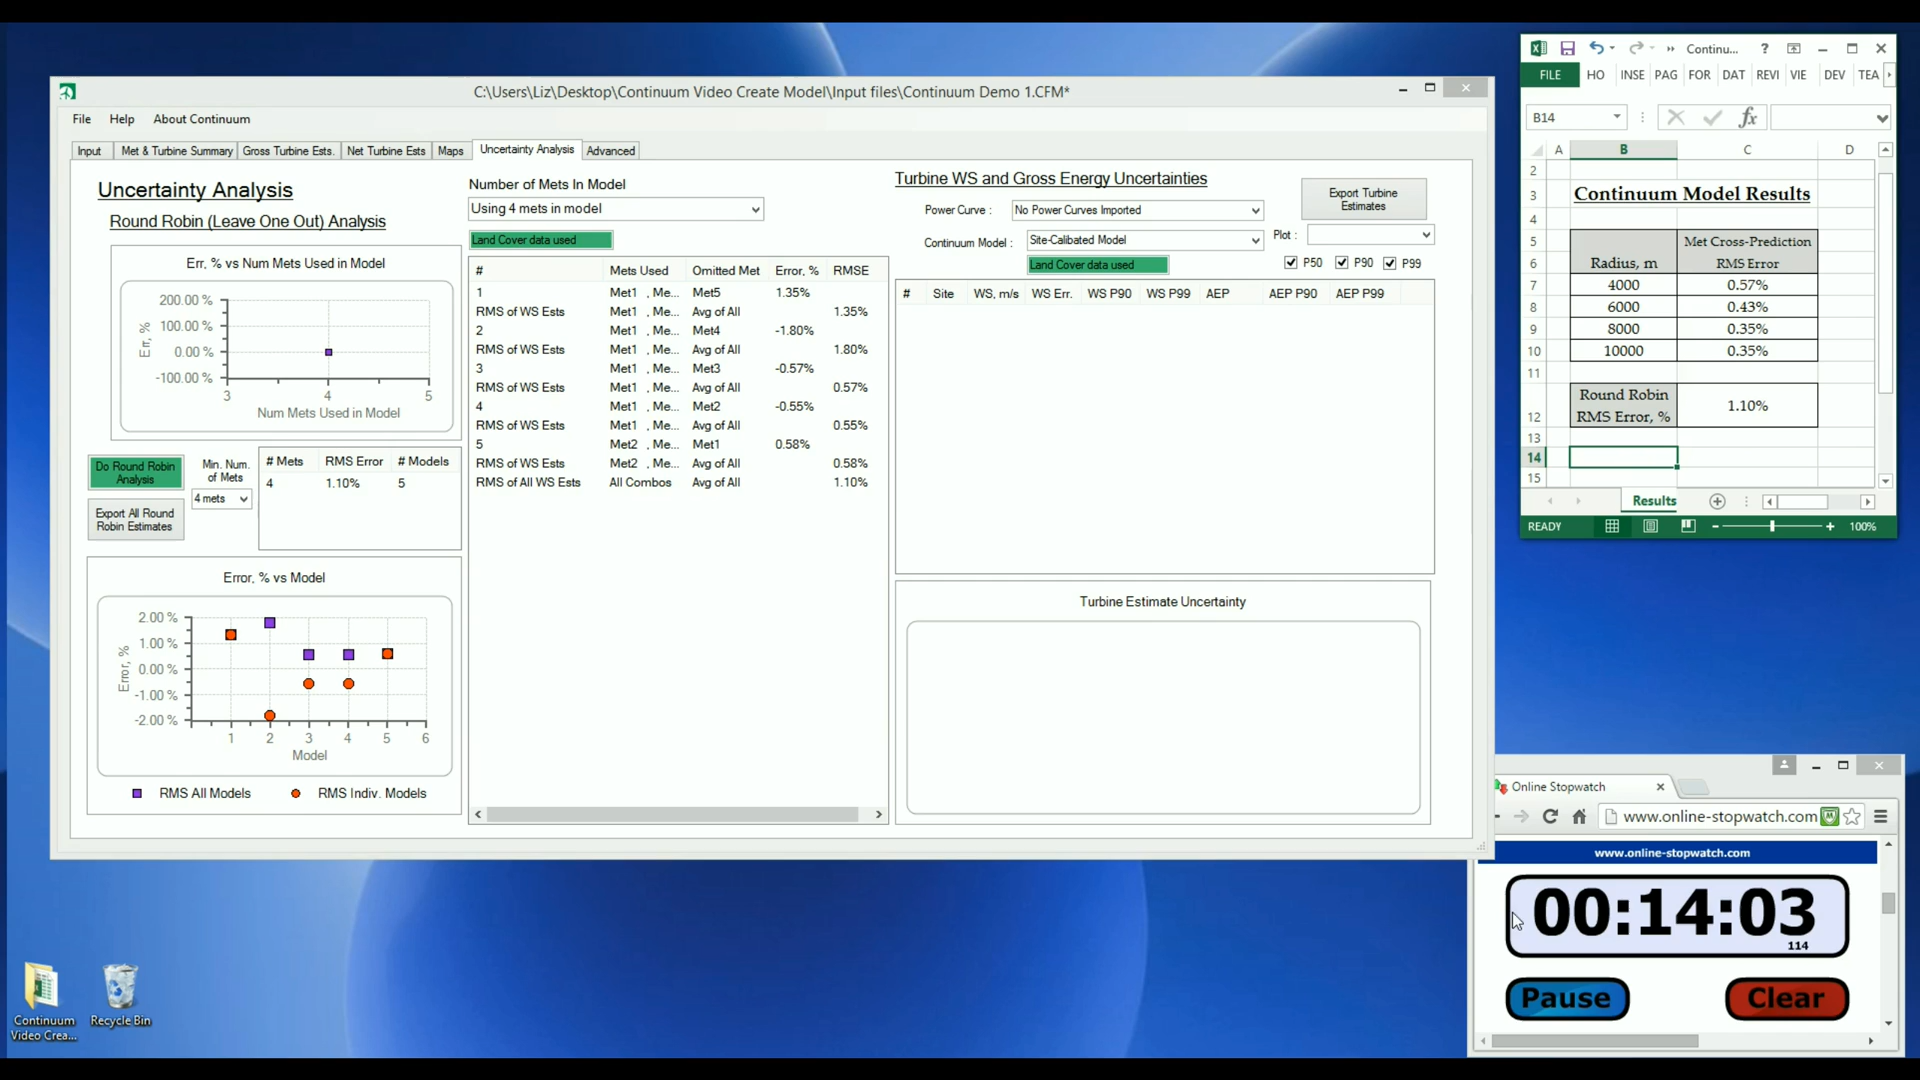 C:\Users\Liz\Desktop\Continuum Video Create Model\Input files\Continuum Demo 1.CFM*
File Help About Continuum
Input Met & Turbine Summary Gross Turbine Ests. Net Turbine Ests Maps Uncertainty Analysis Advanced
Uncertainty Analysis
Round Robin (Leave One Out) Analysis
Err, % vs Num Mets Used in Model
200.00 %
100.00 %
0.00 %
-100.00 %
Err, %
3 4 5
Num Mets Used in Model
Do Round Robin
Analysis
Min. Num.
of Mets
4 mets
Export All Round
Robin Estimates
# Mets RMS Error # Models
4 1.10% 5
Error, % vs Model
2.00 %
1.00 %
0.00 %
-1.00 %
-2.00 %
Error, %
1 2 3 4 5 6
Model
RMS All Models RMS Indiv. Models
Number of Mets In Model
Using 4 mets in model
Land Cover data used
# Mets Used Omitted Met Error, % RMSE
1 Met1 , Me... Met5 1.35%
RMS of WS Ests Met1 , Me... Avg of All 1.35%
2 Met1 , Me... Met4 -1.80%
RMS of WS Ests Met1 , Me... Avg of All 1.80%
3 Met1 , Me... Met3 -0.57%
RMS of WS Ests Met1 , Me... Avg of All 0.57%
4 Met1 , Me... Met2 -0.55%
RMS of WS Ests Met1 , Me... Avg of All 0.55%
5 Met2 , Me... Met1 0.58%
RMS of WS Ests Met2 , Me... Avg of All 0.58%
RMS of All WS Ests All Combos Avg of All 1.10%
Turbine WS and Gross Energy Uncertainties
Power Curve : No Power Curves Imported
Continuum Model : Site-Calibated Model
Land Cover data used
Export Turbine
Estimates
Plot :
P50 P90 P99
# Site WS, m/s WS Err. WS P90 WS P99 AEP AEP P90 AEP P99
Turbine Estimate Uncertainty
Continu... ?
FILE HO INSE PAG FOR DAT REVI VIE DEV TEA
B14 fx
A B C D
2
3 Continuum Model Results
4
5 Met Cross-Prediction
6 Radius, m RMS Error
7 4000 0.57%
8 6000 0.43%
9 8000 0.35%
10 10000 0.35%
11
Round Robin
12 RMS Error, % 1.10%
13
14
15
Results
READY 100%
Online Stopwatch
www.online-stopwatch.com
www.online-stopwatch.com
00:14:03
114
Pause Clear
Continuum
Video Crea...
Recycle Bin